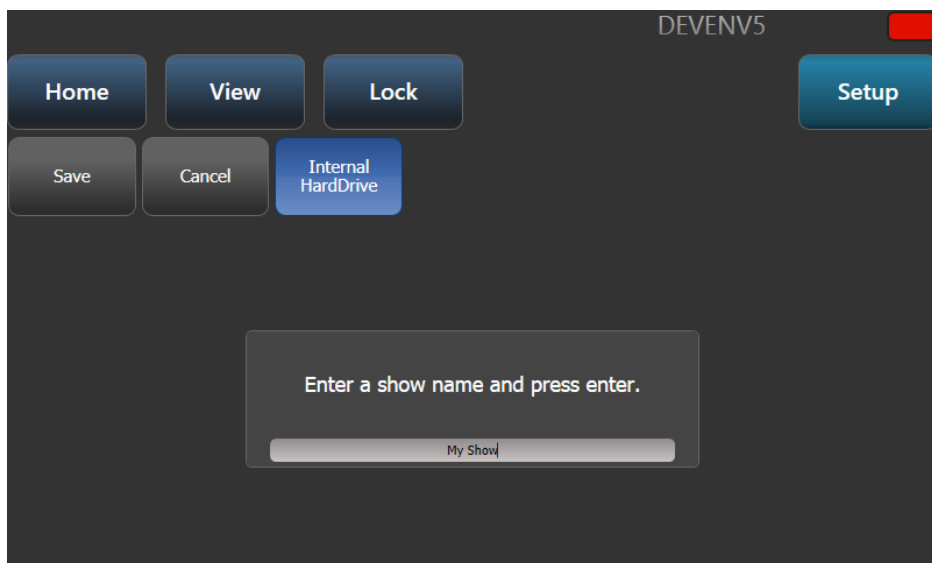 DEVENV5
Home View Lock Setup
Save Cancel Internal
HardDrive
Enter a show name and press enter.
My Show